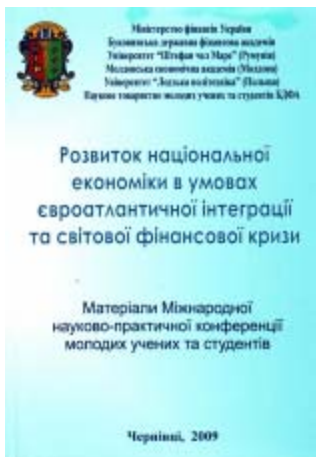 Міністерство фінансів України
Буковинська державна фінансова академія
Університет "Штефан чел Маре" (Румунія)
Молдавська економічна академія (Молдова)
Університет "Лодзька політехніка" (Польща)
Наукове товариство молодих учених та студентів БДФА
Розвиток національної
економіки в умовах
євроатлантичної інтеграції
та світової фінансової кризи
Матеріали Міжнародної
науково-практичної конференції
молодих учених та студентів
Чернівці, 2009